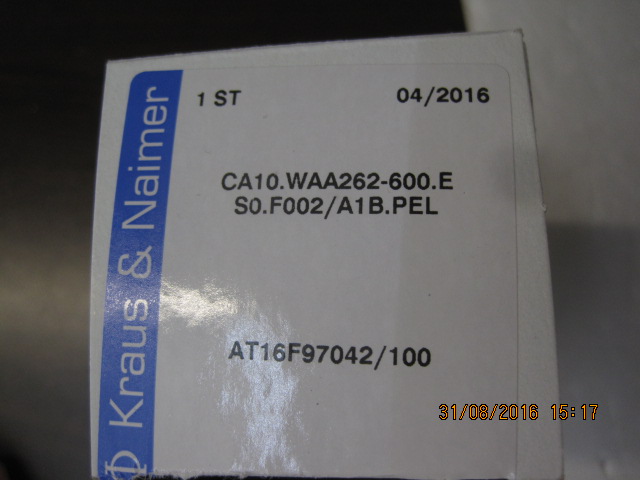 1 ST 04/2016
CA10.WAA262-600.E
S0.F002/A1B.PEL
AT16F97042/100
Kraus & Naimer
31/08/2016 15:17